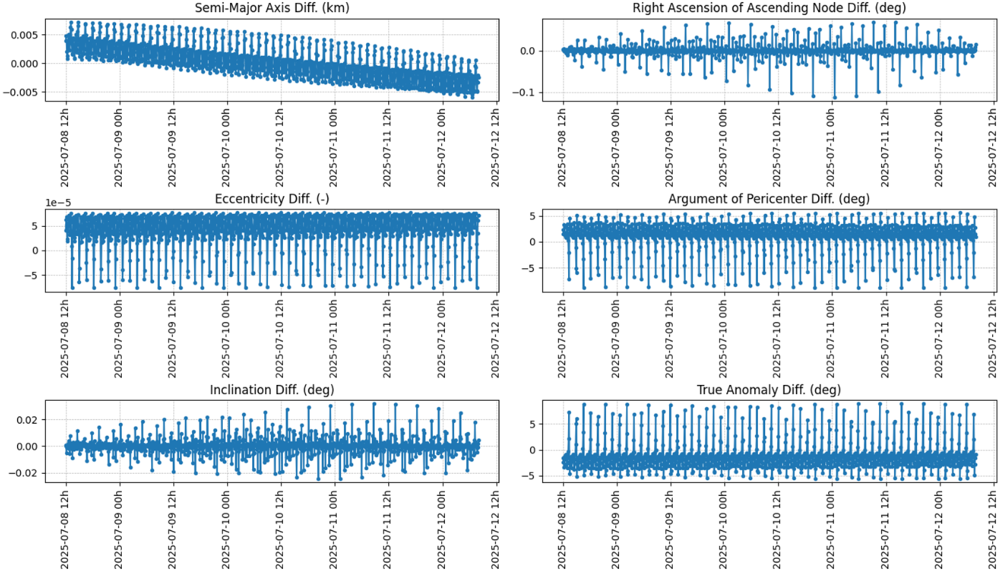 Semi-Major Axis Diff. (km)
0.005
0.000
−0.005
2025-07-08 12h
2025-07-09 00h
2025-07-09 12h
2025-07-10 00h
2025-07-10 12h
2025-07-11 00h
2025-07-11 12h
2025-07-12 00h
2025-07-12 12h
Right Ascension of Ascending Node Diff. (deg)
0.0
−0.1
2025-07-08 12h
2025-07-09 00h
2025-07-09 12h
2025-07-10 00h
2025-07-10 12h
2025-07-11 00h
2025-07-11 12h
2025-07-12 00h
2025-07-12 12h
Eccentricity Diff. (-)
1e−5
5
0
−5
2025-07-08 12h
2025-07-09 00h
2025-07-09 12h
2025-07-10 00h
2025-07-10 12h
2025-07-11 00h
2025-07-11 12h
2025-07-12 00h
2025-07-12 12h
Argument of Pericenter Diff. (deg)
5
0
−5
2025-07-08 12h
2025-07-09 00h
2025-07-09 12h
2025-07-10 00h
2025-07-10 12h
2025-07-11 00h
2025-07-11 12h
2025-07-12 00h
2025-07-12 12h
Inclination Diff. (deg)
0.02
0.00
−0.02
2025-07-08 12h
2025-07-09 00h
2025-07-09 12h
2025-07-10 00h
2025-07-10 12h
2025-07-11 00h
2025-07-11 12h
2025-07-12 00h
2025-07-12 12h
True Anomaly Diff. (deg)
5
0
−5
2025-07-08 12h
2025-07-09 00h
2025-07-09 12h
2025-07-10 00h
2025-07-10 12h
2025-07-11 00h
2025-07-11 12h
2025-07-12 00h
2025-07-12 12h